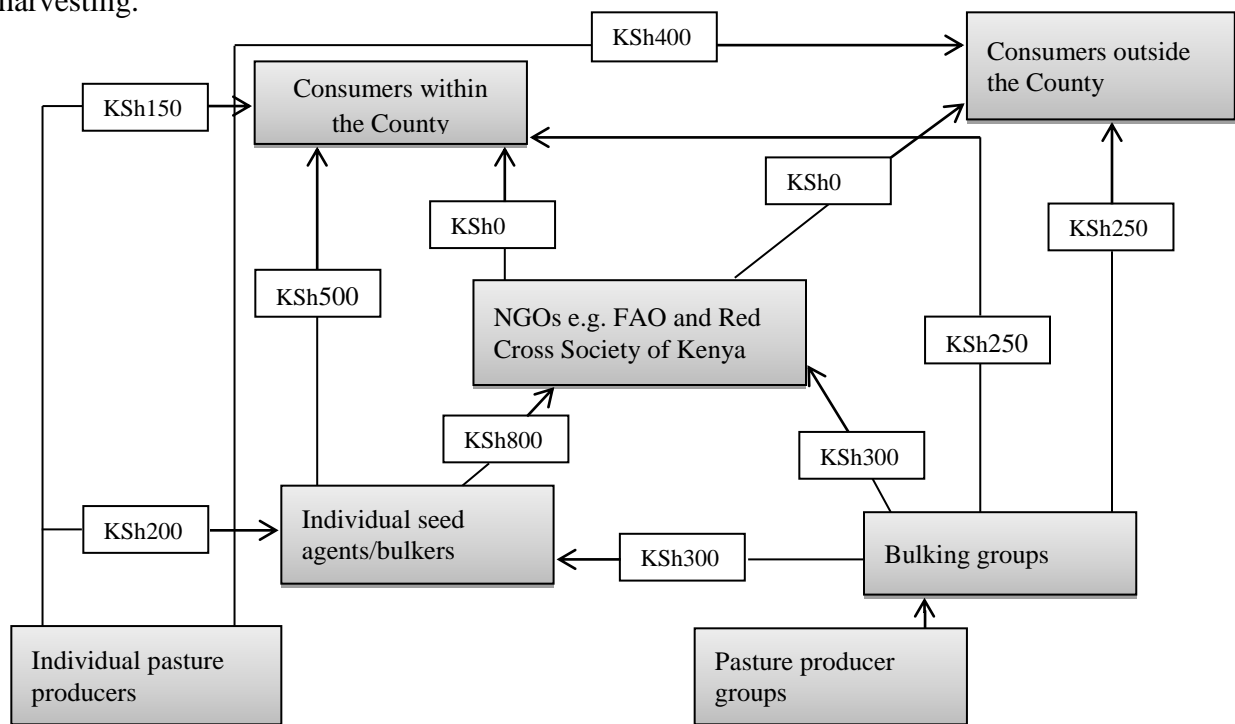 harvesting.
KSh400
Consumers outside
the County
Consumers within
the County
KSh150
KSh0
KSh0
KSh250
KSh500
NGOs e.g. FAO and Red
Cross Society of Kenya
KSh250
KSh800
KSh300
Individual seed
agents/bulkers
KSh200
KSh300
Bulking groups
Individual pasture
producers
Pasture producer
groups